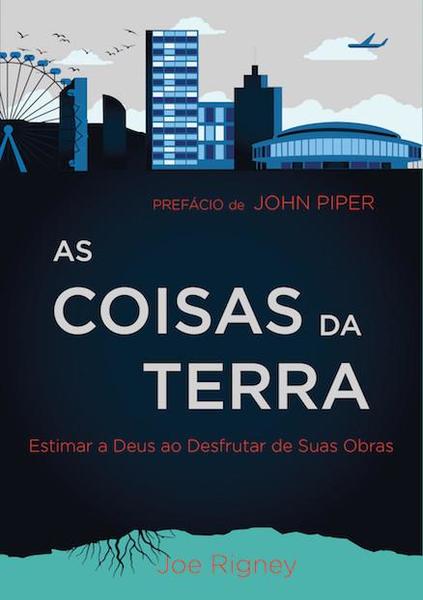 PREFÁCIO de JOHN PIPER
AS
COISAS DA
TERRA
Estimar a Deus ao Desfrutar de Suas Obras
Joe Rigney